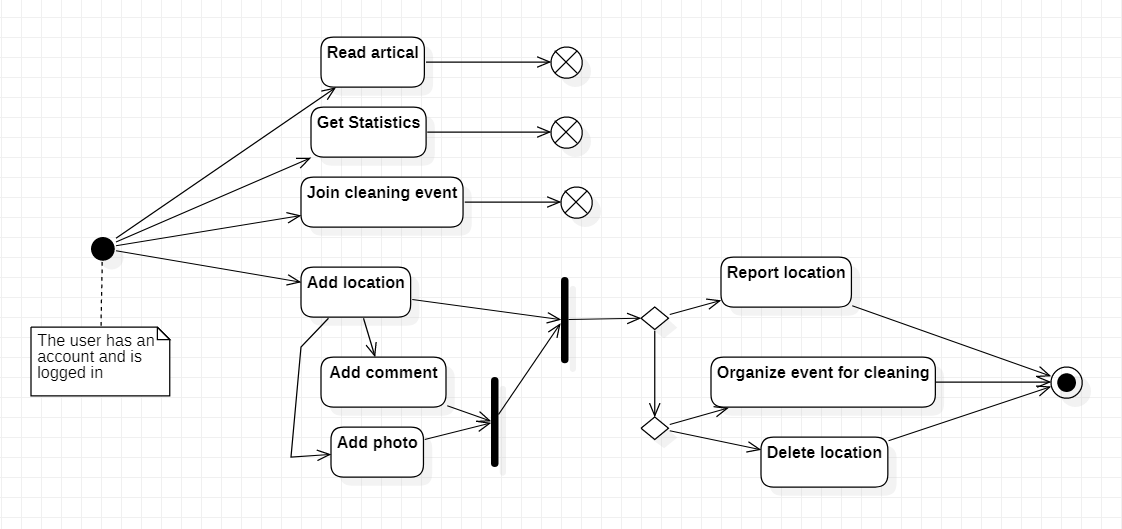 Read artical
Get Statistics
Join cleaning event
Add location
Report location
The user has an
account and is
logged in
Add comment
Organize event for cleaning
Add photo
Delete location